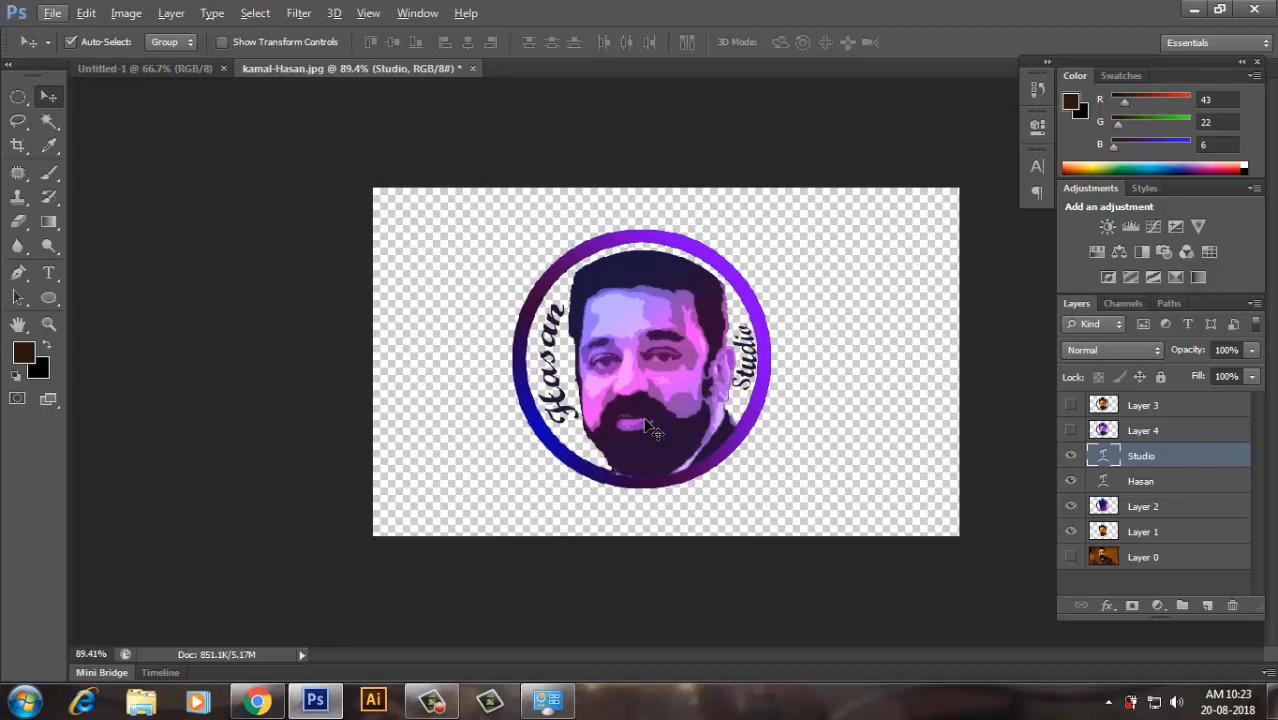 Ps File Edit Image Layer Type Select Filter 3D View Window Help
Auto-Select: Group Show Transform Controls 3D Mode: Essentials
Untitled-1 @ 66.7% (RGB/8) × kamal-Hasan.jpg @ 89.4% (Studio, RGB/8#) * ×
Color Swatches
R 43
G 22
B 6
Adjustments Styles
Add an adjustment
Layers Channels Paths
Kind
Normal Opacity: 100%
Lock: Fill: 100%
Layer 3
Layer 4
Studio
Hasan
Layer 2
Layer 1
Layer 0
Hasan
Studio
89.41% Doc: 851.1K/5.17M
Mini Bridge Timeline
Ps Ai
AM 10:23
20-08-2018